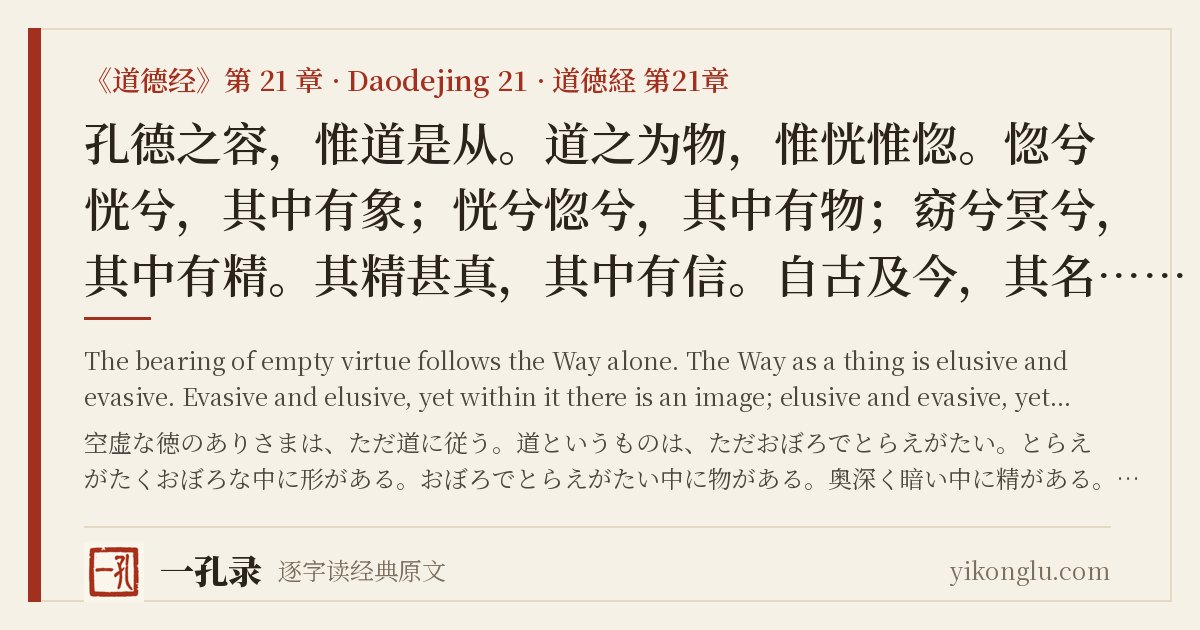 《道德经》第 21 章 · Daodejing 21 · 道徳経 第21章
孔德之容，惟道是从。道之为物，惟恍惟惚。惚兮
恍兮，其中有象；恍兮惚兮，其中有物；窈兮冥兮，
其中有精。其精甚真，其中有信。自古及今，其名……
The bearing of empty virtue follows the Way alone. The Way as a thing is elusive and
evasive. Evasive and elusive, yet within it there is an image; elusive and evasive, yet…
空虚な徳のありさまは、ただ道に従う。道というものは、ただおぼろでとらえがたい。とらえ
がたくおぼろな中に形がある。おぼろでとらえがたい中に物がある。奥深く暗い中に精がある。…
一孔
一孔录 逐字读经典原文 yikonglu.com